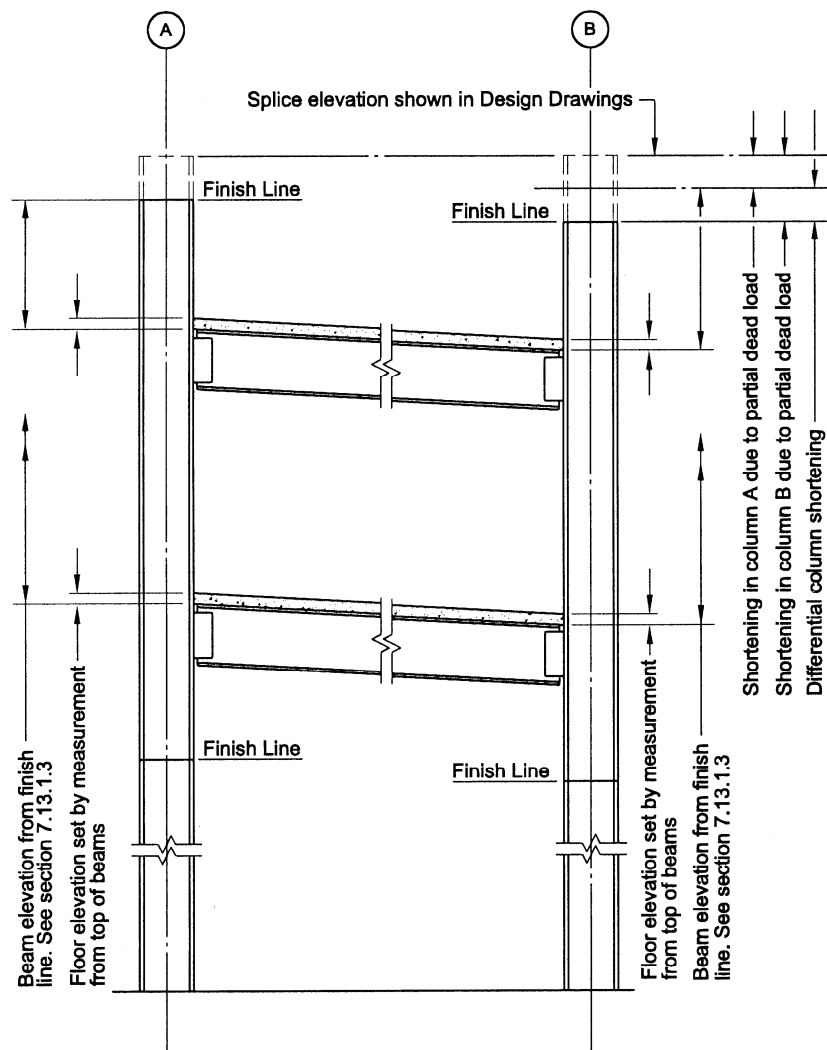 A
B
Splice elevation shown in Design Drawings
Finish Line
Finish Line
Finish Line
Finish Line
Beam elevation from finish
line. See section 7.13.1.3
Floor elevation set by measurement
from top of beams
Floor elevation set by measurement
from top of beams
Beam elevation from finish
line. See section 7.13.1.3
Shortening in column A due to partial dead load
Shortening in column B due to partial dead load
Differential column shortening